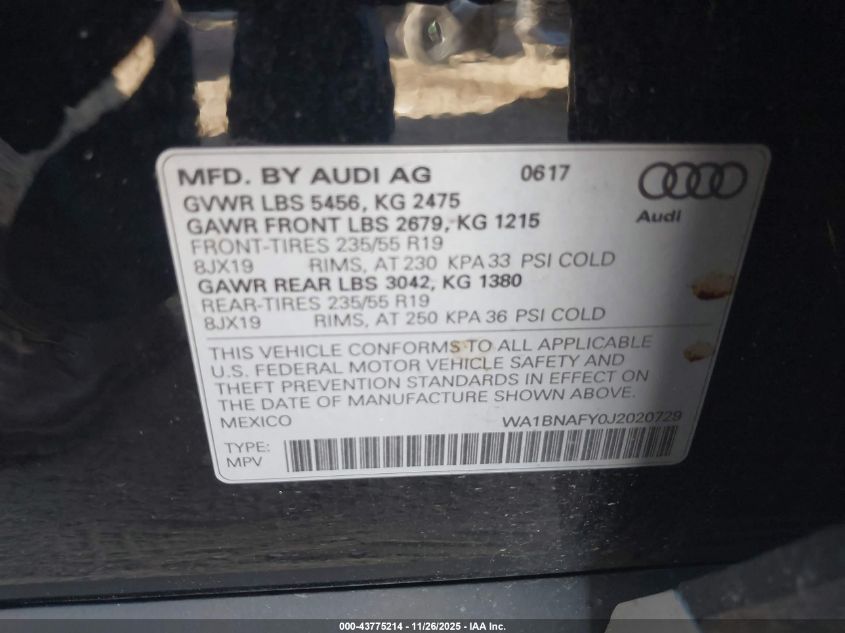 MFD. BY AUDI AG 0617
GVWR LBS 5456, KG 2475
Audi
GAWR FRONT LBS 2679, KG 1215
FRONT-TIRES 235/55 R19
8JX19 RIMS, AT 230 KPA 33 PSI COLD
GAWR REAR LBS 3042, KG 1380
REAR-TIRES 235/55 R19
8JX19 RIMS, AT 250 KPA 36 PSI COLD
THIS VEHICLE CONFORMS TO ALL APPLICABLE
U.S. FEDERAL MOTOR VEHICLE SAFETY AND
THEFT PREVENTION STANDARDS IN EFFECT ON
THE DATE OF MANUFACTURE SHOWN ABOVE.
MEXICO WA1BNAFY0J2020729
TYPE:
MPV
000-43775214 - 11/26/2025 - IAA Inc.